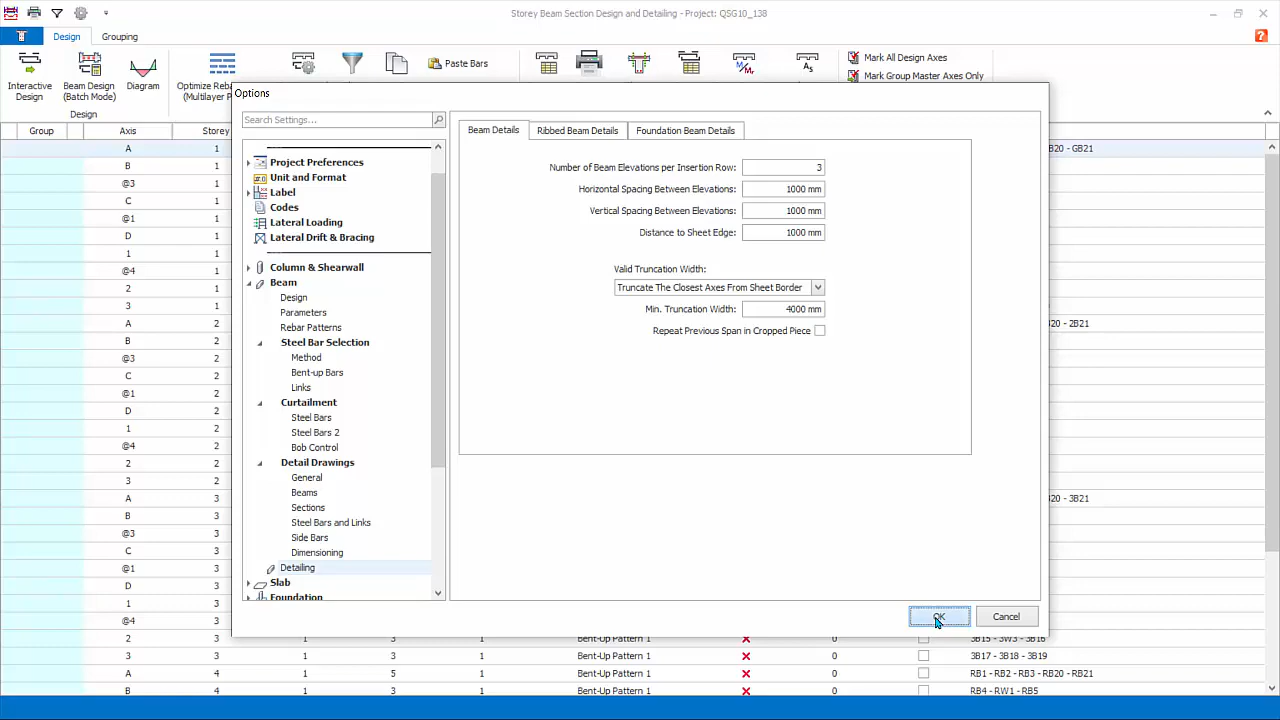 Storey Beam Section Design and Detailing - Project: QSG10_138
Design
Grouping
Interactive Design
Beam Design (Batch Mode)
Diagram
Design
Paste Bars
Mark All Design Axes
Mark Group Master Axes Only
Group Axis Storey
A 1
B 1
@3 1
C 1
@1 1
D 1
1 1
@4 1
2 1
3 1
A 2
B 2
@3 2
C 2
@1 2
D 2
1 2
@4 2
2 2
3 2
A 3
B 3
@3 3
C 3
@1 3
D 3
1 3
@4 3
2 3 1 3 1 Bent-Up Pattern 1 0 3B15 - 3W3 - 3B16
3 3 1 3 1 Bent-Up Pattern 1 0 3B17 - 3B18 - 3B19
A 4 1 5 1 Bent-Up Pattern 1 0 RB1 - RB2 - RB3 - RB20 - RB21
B 4 1 3 1 Bent-Up Pattern 1 0 RB4 - RW1 - RB5
Options
Search Settings...
Project Preferences
Unit and Format
Label
Codes
Lateral Loading
Lateral Drift & Bracing
Column & Shearwall
Beam
Design
Parameters
Rebar Patterns
Steel Bar Selection
Method
Bent-up Bars
Links
Curtailment
Steel Bars
Steel Bars 2
Bob Control
Detail Drawings
General
Beams
Sections
Steel Bars and Links
Side Bars
Dimensioning
Detailing
Slab
Foundation
Beam Details
Ribbed Beam Details
Foundation Beam Details
Number of Beam Elevations per Insertion Row: 3
Horizontal Spacing Between Elevations: 1000 mm
Vertical Spacing Between Elevations: 1000 mm
Distance to Sheet Edge: 1000 mm
Valid Truncation Width:
Truncate The Closest Axes From Sheet Border
Min. Truncation Width: 4000 mm
Repeat Previous Span in Cropped Piece
OK
Cancel